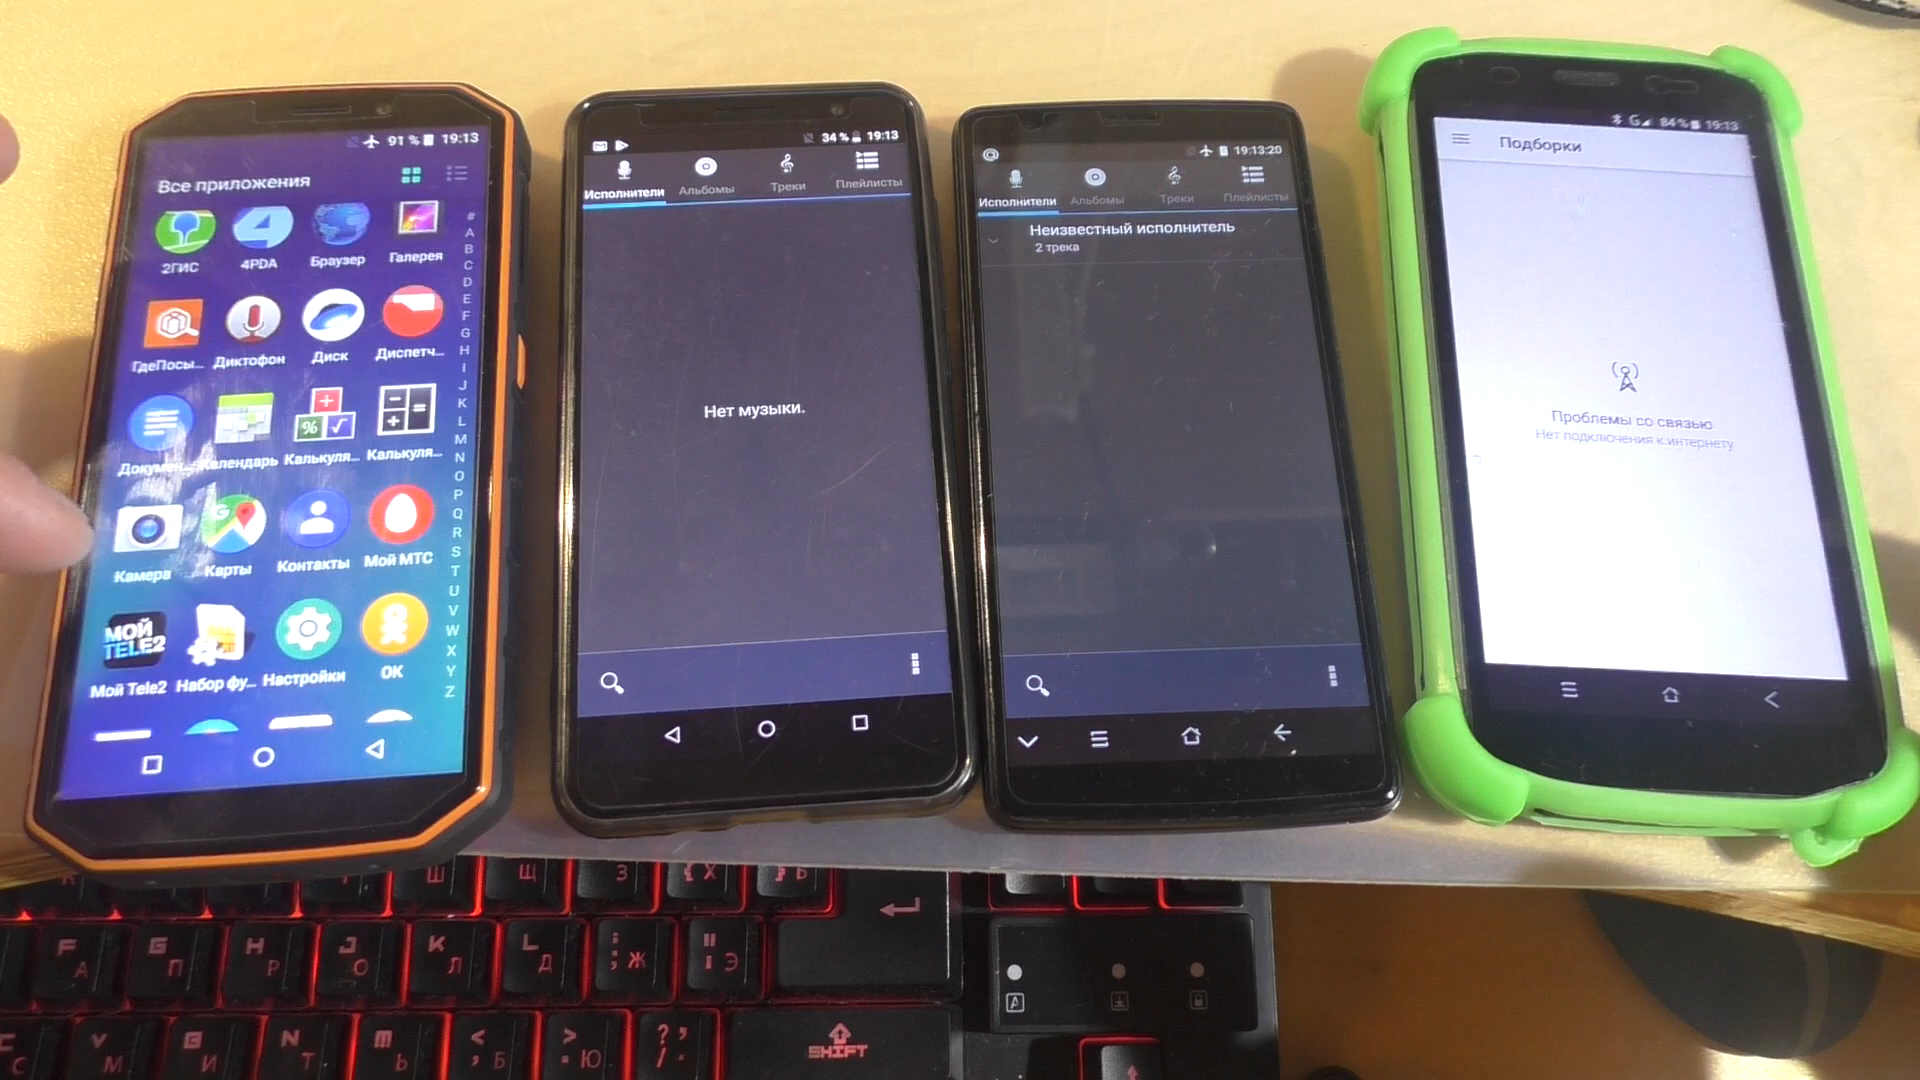 91 % 19:13
Все приложения
2ГИС 4PDA Браузер Галерея
ГдеПосы... Диктофон Диск Диспетч...
Докумен... Календарь Калькуля... Калькуля...
Камера Карты Контакты Мой МТС
МОЙ TELE2
Мой Tele2 Набор фу... Настройки ОК
#
A
B
C
D
E
F
G
H
I
J
K
L
M
N
O
P
Q
R
S
T
U
V
W
X
Y
Z
34 % 19:13
Исполнители Альбомы Треки Плейлисты
Нет музыки.
19:13:20
Исполнители Альбомы Треки Плейлисты
Неизвестный исполнитель
2 трека
G 84 % 19:13
Подборки
Проблемы со связью
Нет подключения к интернету
Ш Щ З { Х } Ъ
F А G П H Р J О K Л L Д : ; Ж " Э
C С V М И N Т Ь < , Б > . Ю ? / ,
SHIFT